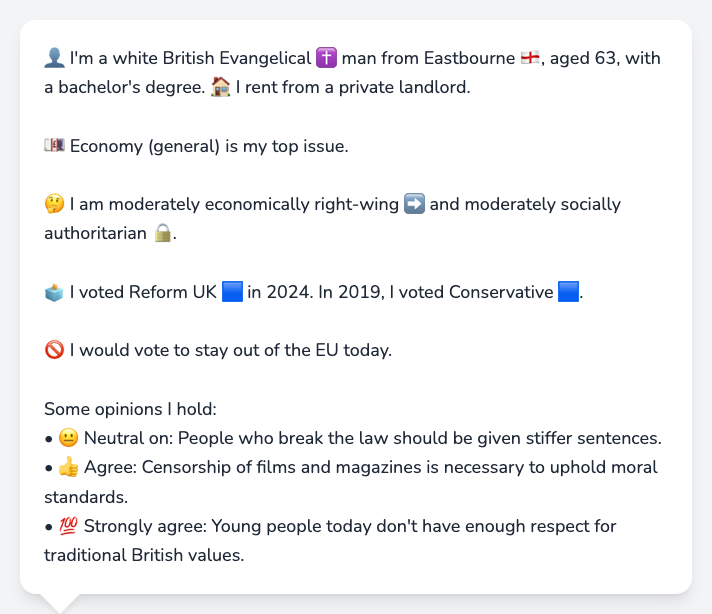 👤 I'm a white British Evangelical ✝️ man from Eastbourne 🏴󠁧󠁢󠁥󠁮󠁧󠁿, aged 63, with
a bachelor's degree. 🏠 I rent from a private landlord.
💷 Economy (general) is my top issue.
🤔 I am moderately economically right-wing ➡️ and moderately socially
authoritarian 🔒.
🗳️ I voted Reform UK 🟦 in 2024. In 2019, I voted Conservative 🟦.
🚫 I would vote to stay out of the EU today.
Some opinions I hold:
• 😐 Neutral on: People who break the law should be given stiffer sentences.
• 👍 Agree: Censorship of films and magazines is necessary to uphold moral
standards.
• 💯 Strongly agree: Young people today don't have enough respect for
traditional British values.